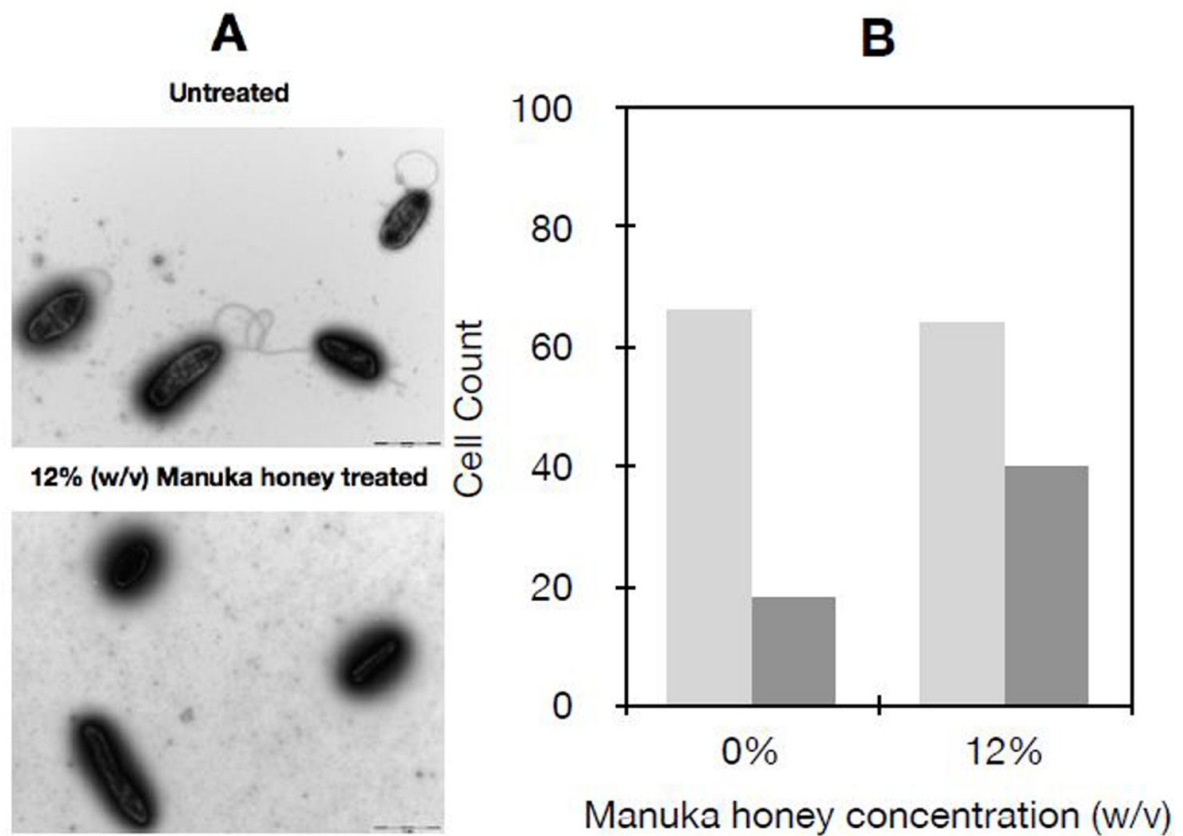 A
Untreated
12% (w/v) Manuka honey treated
B
100
80
60
40
20
0
Cell Count
0% 12%
Manuka honey concentration (w/v)